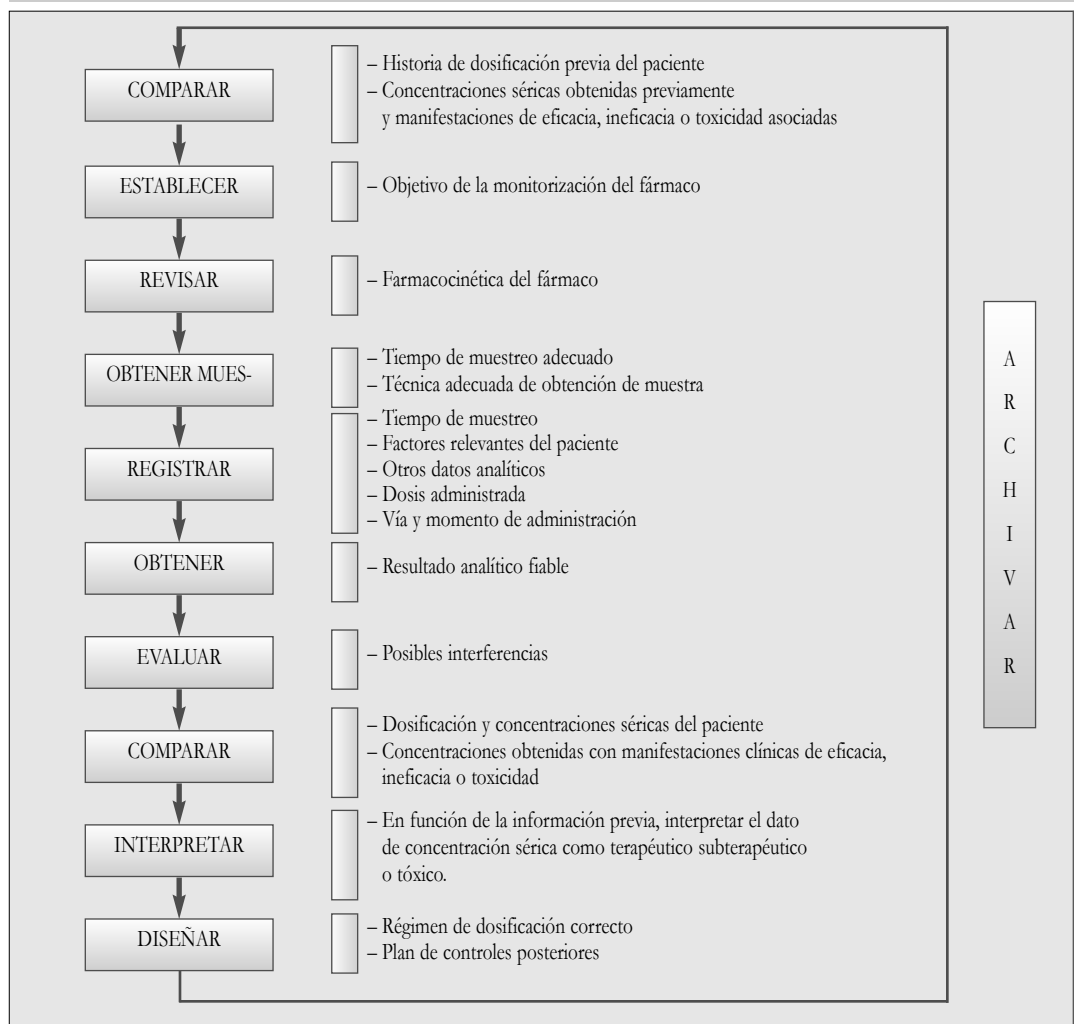 COMPARAR
– Historia de dosificación previa del paciente
– Concentraciones séricas obtenidas previamente
y manifestaciones de eficacia, ineficacia o toxicidad asociadas
ESTABLECER
– Objetivo de la monitorización del fármaco
REVISAR
– Farmacocinética del fármaco
OBTENER MUES-
– Tiempo de muestreo adecuado
– Técnica adecuada de obtención de muestra
REGISTRAR
– Tiempo de muestreo
– Factores relevantes del paciente
– Otros datos analíticos
– Dosis administrada
– Vía y momento de administración
OBTENER
– Resultado analítico fiable
EVALUAR
– Posibles interferencias
COMPARAR
– Dosificación y concentraciones séricas del paciente
– Concentraciones obtenidas con manifestaciones clínicas de eficacia,
ineficacia o toxicidad
INTERPRETAR
– En función de la información previa, interpretar el dato
de concentración sérica como terapéutico subterapéutico
o tóxico.
DISEÑAR
– Régimen de dosificación correcto
– Plan de controles posteriores
A
R
C
H
I
V
A
R